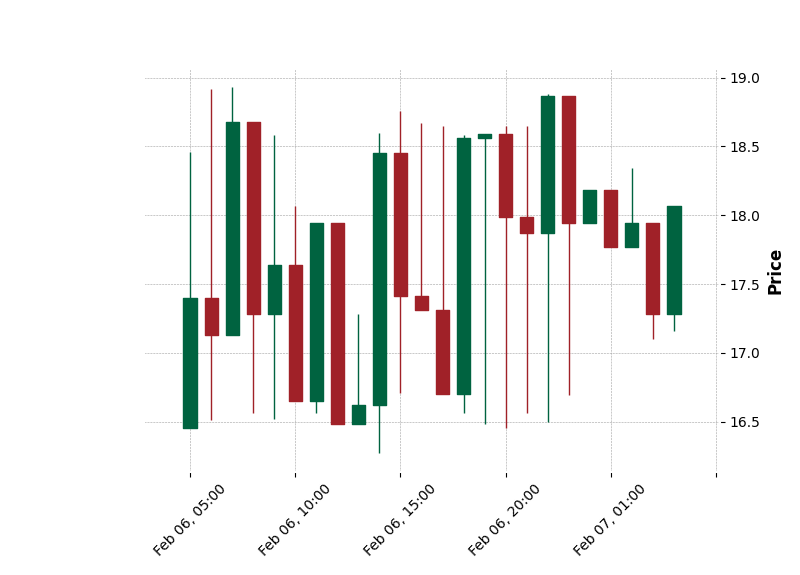 19.0
18.5
18.0
17.5
17.0
16.5
Price
Feb 06, 05:00
Feb 06, 10:00
Feb 06, 15:00
Feb 06, 20:00
Feb 07, 01:00